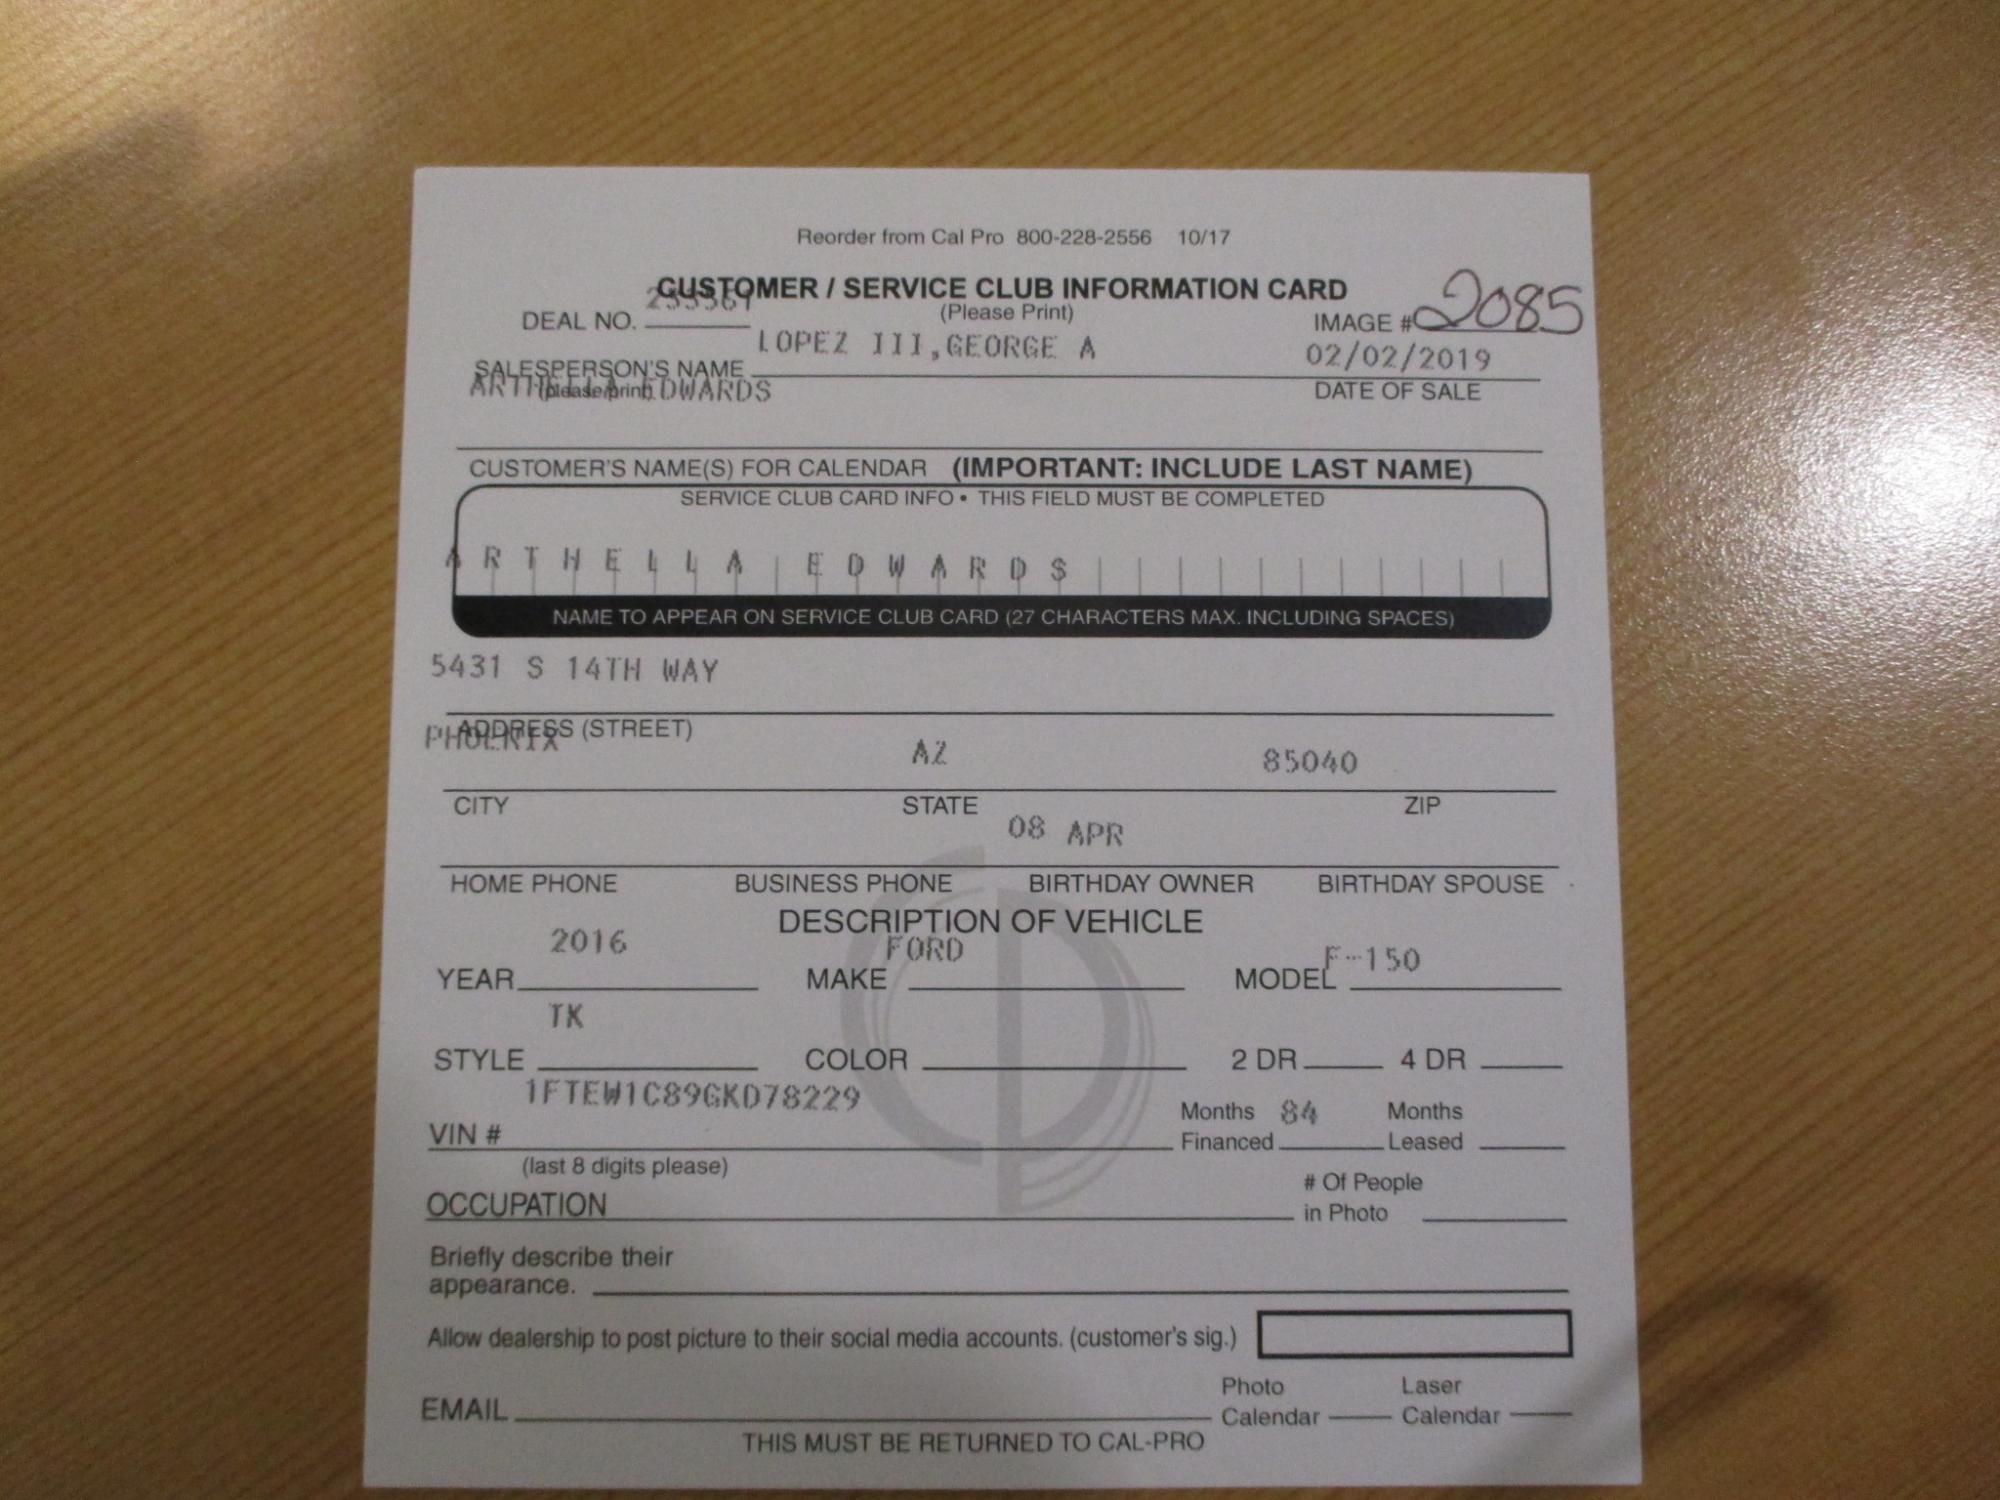 Reorder from Cal Pro 800-228-2556 10/17
CUSTOMER / SERVICE CLUB INFORMATION CARD
(Please Print)
DEAL NO.
IMAGE # 2085
LOPEZ III,GEORGE A
02/02/2019
SALESPERSON'S NAME
DATE OF SALE
(please print)
ARTHELLA EDWARDS
CUSTOMER'S NAME(S) FOR CALENDAR (IMPORTANT: INCLUDE LAST NAME)
SERVICE CLUB CARD INFO • THIS FIELD MUST BE COMPLETED
ARTHELLA EDWARDS
NAME TO APPEAR ON SERVICE CLUB CARD (27 CHARACTERS MAX. INCLUDING SPACES)
5431 S 14TH WAY
ADDRESS (STREET)
PHOENIX AZ 85040
CITY STATE ZIP
08 APR
HOME PHONE BUSINESS PHONE BIRTHDAY OWNER BIRTHDAY SPOUSE
DESCRIPTION OF VEHICLE
2016 FORD F-150
YEAR MAKE MODEL
TK
STYLE COLOR 2 DR 4 DR
1FTEW1C89GKD78229
Months 84 Months
VIN # Financed Leased
(last 8 digits please)
# Of People
OCCUPATION in Photo
Briefly describe their
appearance.
Allow dealership to post picture to their social media accounts. (customer's sig.)
Photo Laser
EMAIL Calendar Calendar
THIS MUST BE RETURNED TO CAL-PRO